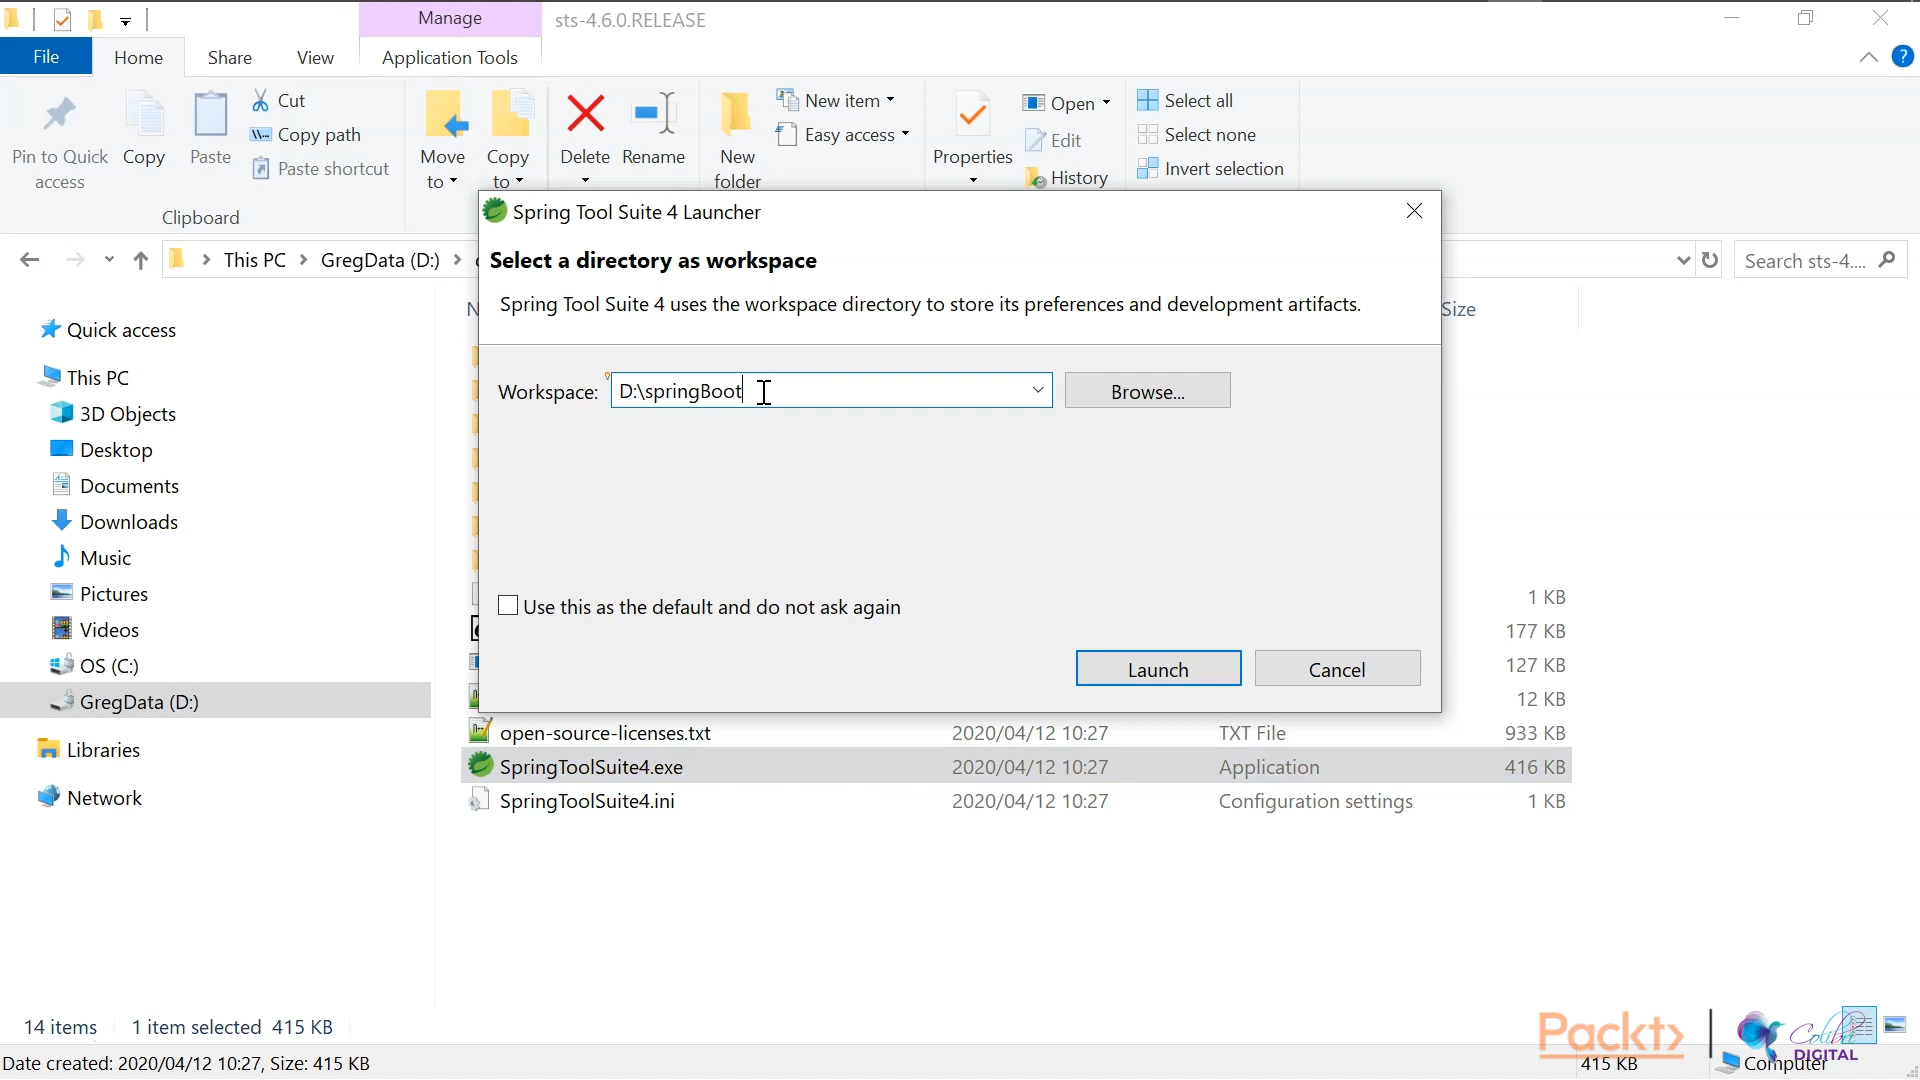 Manage
sts-4.6.0.RELEASE
File
Home
Share
View
Application Tools
Pin to Quick access
Copy
Paste
Cut
Copy path
Paste shortcut
Clipboard
Move to
Copy to
Delete
Rename
New folder
New item
Easy access
Properties
Open
Edit
History
Select all
Select none
Invert selection
This PC
GregData (D:)
Search sts-4....
Spring Tool Suite 4 Launcher
Select a directory as workspace
Spring Tool Suite 4 uses the workspace directory to store its preferences and development artifacts.
Workspace:
D:\springBoot
Browse...
Use this as the default and do not ask again
Launch
Cancel
Size
Quick access
This PC
3D Objects
Desktop
Documents
Downloads
Music
Pictures
Videos
OS (C:)
GregData (D:)
Libraries
Network
1 KB
177 KB
127 KB
12 KB
open-source-licenses.txt 2020/04/12 10:27 TXT File 933 KB
SpringToolSuite4.exe 2020/04/12 10:27 Application 416 KB
SpringToolSuite4.ini 2020/04/12 10:27 Configuration settings 1 KB
14 items
1 item selected 415 KB
Packt>
DIGITAL
Date created: 2020/04/12 10:27, Size: 415 KB
415 KB
Computer